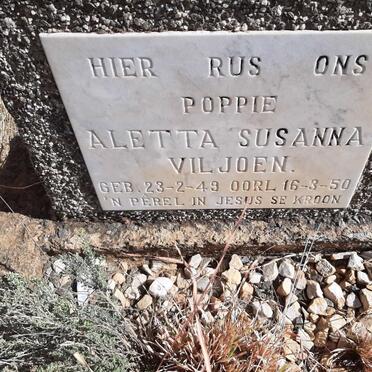 HIER RUS ONS
POPPIE
ALETTA SUSANNA
VILJOEN.
GEB. 23-2-49 OORL 16-3-50
'N PÊREL IN JESUS SE KROON